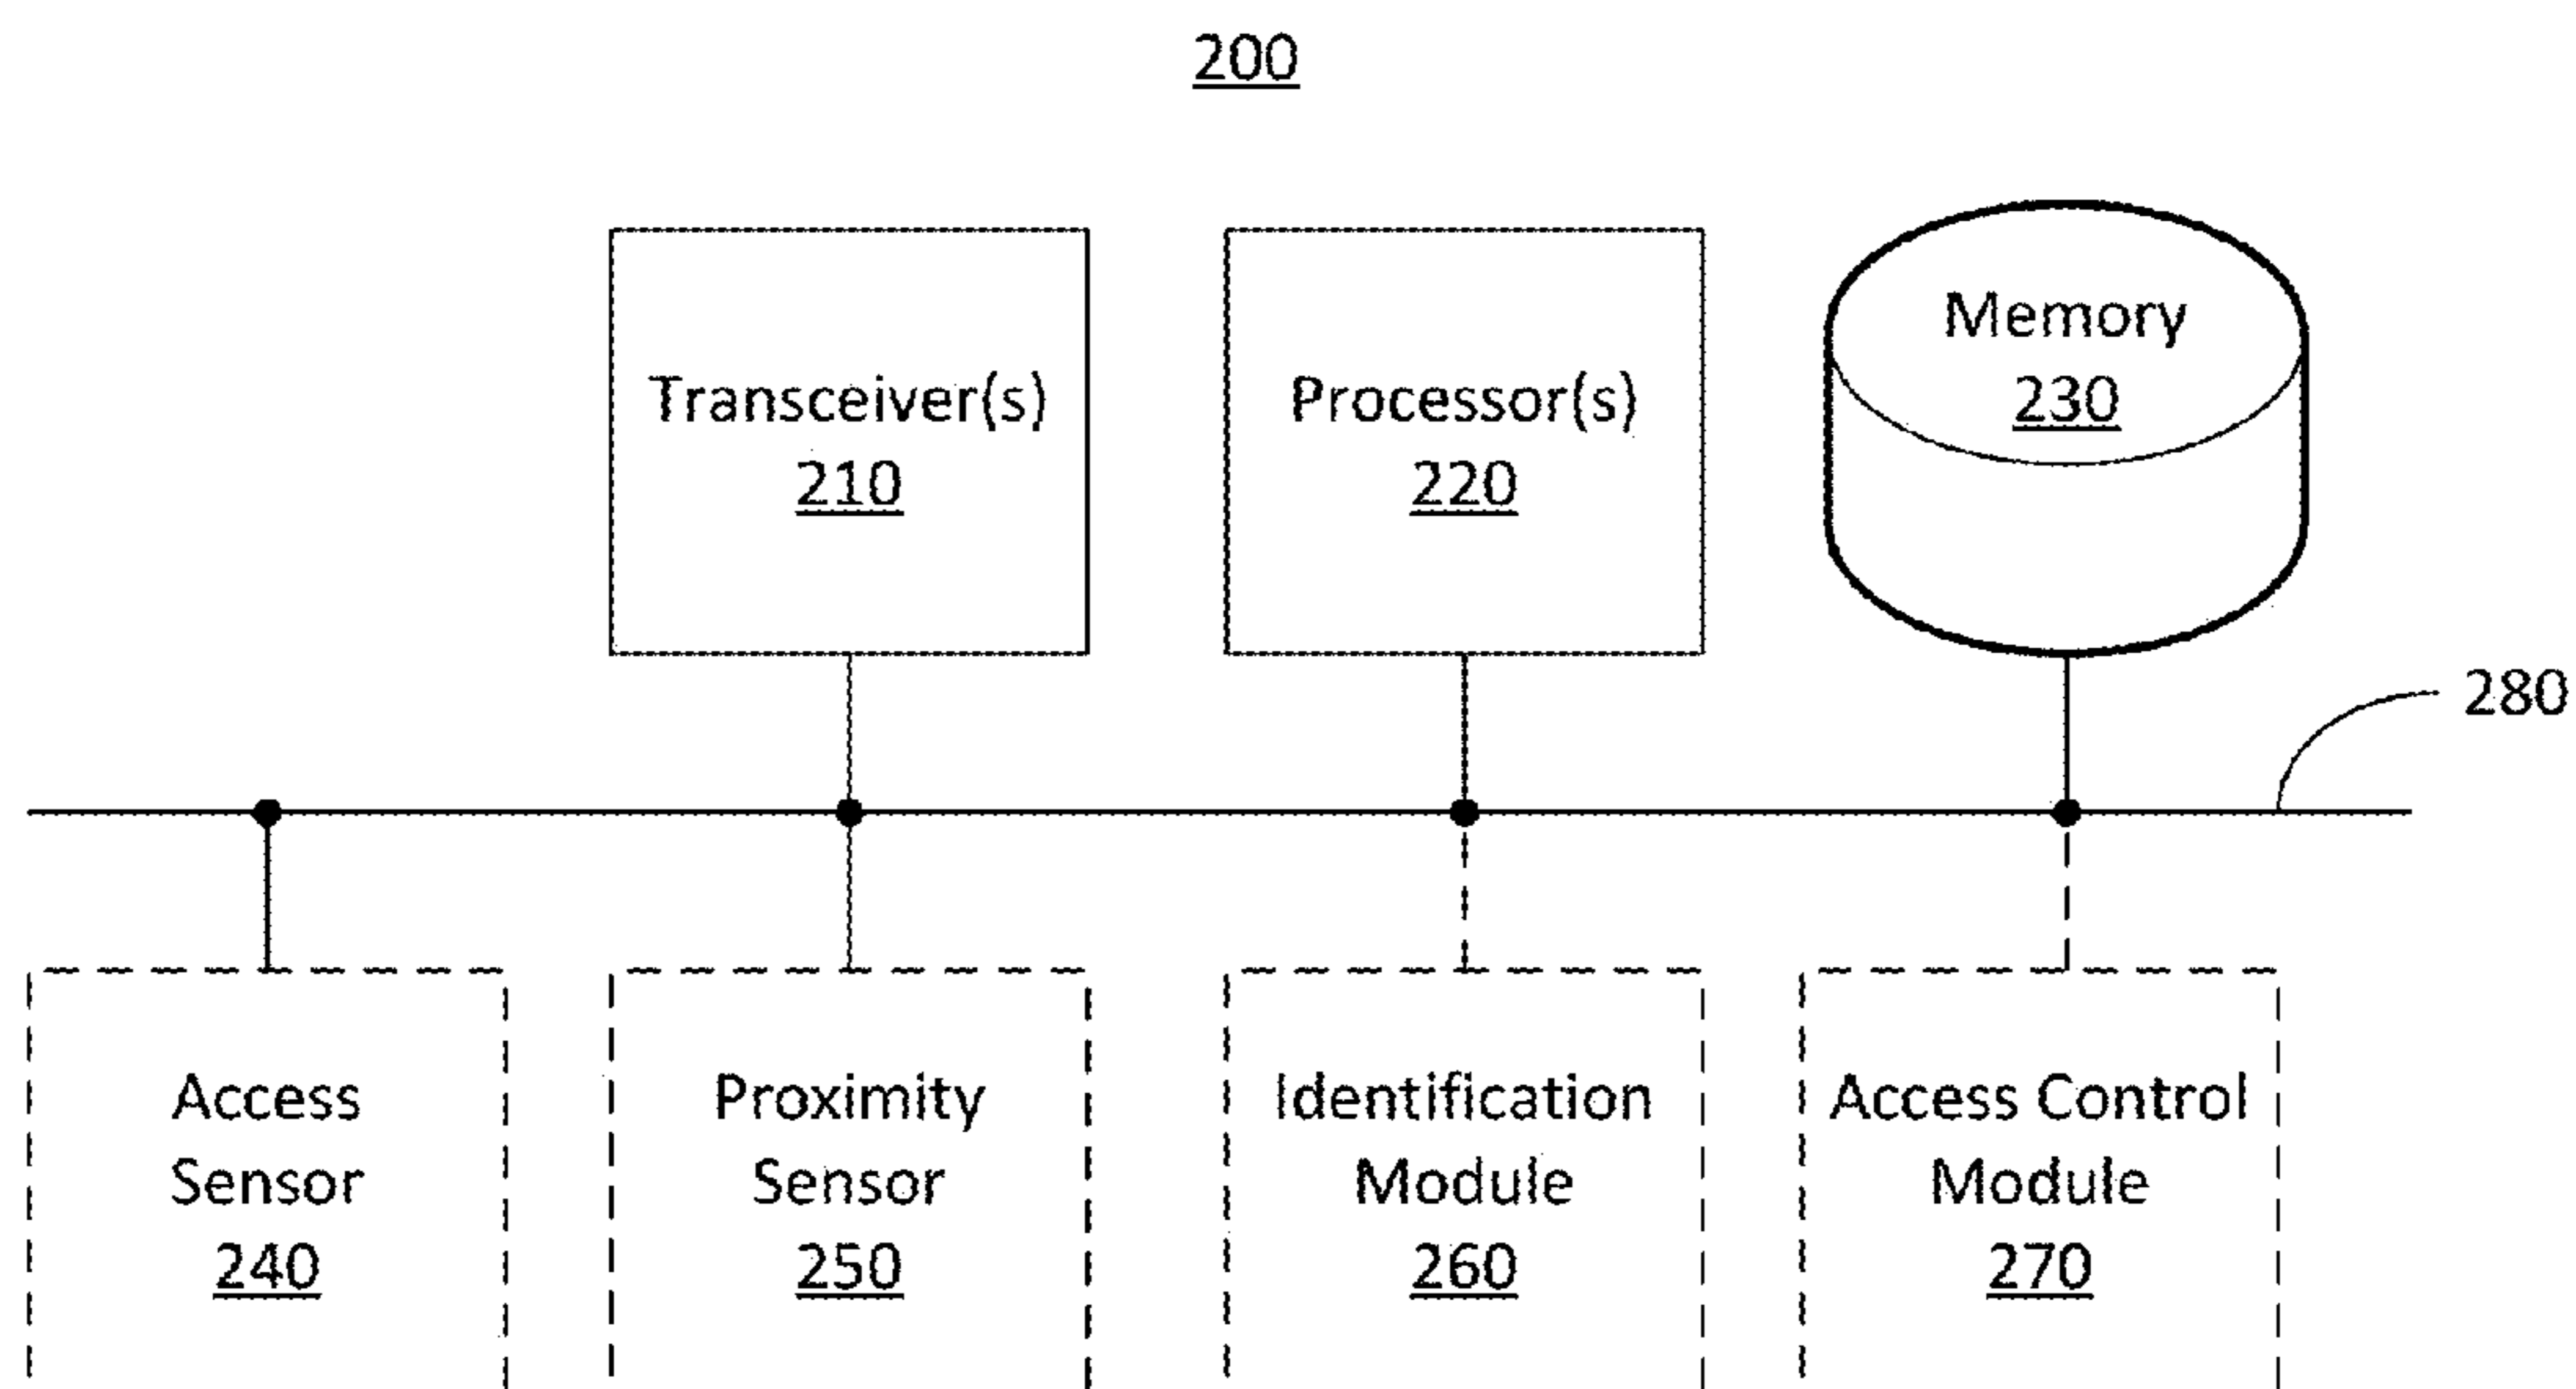 200
Transceiver(s)
210
Processor(s)
220
Memory
230
280
Access
Sensor
240
Proximity
Sensor
250
Identification
Module
260
Access Control
Module
270